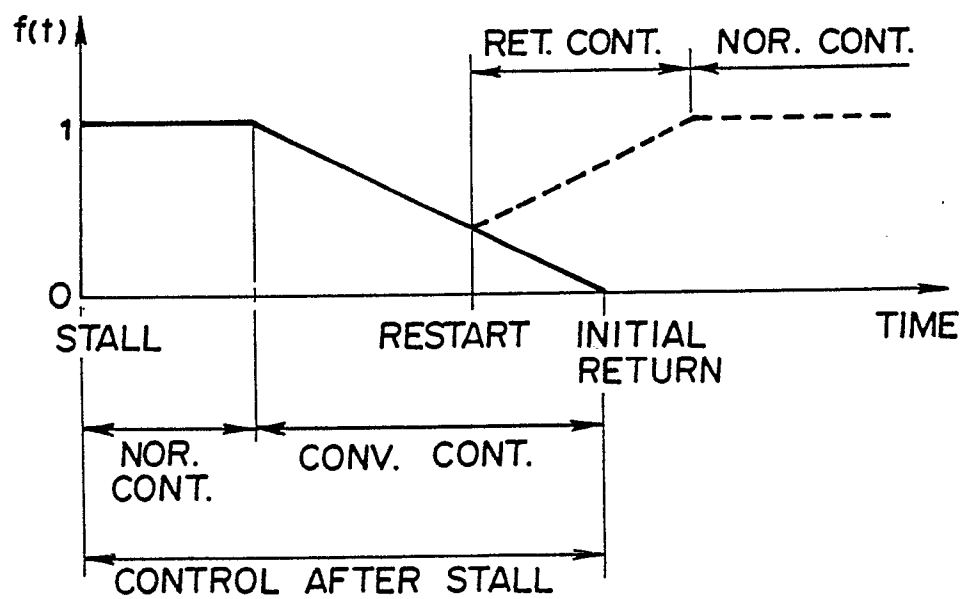 f(t)
RET. CONT. NOR. CONT.
1
0
STALL RESTART INITIAL RETURN TIME
NOR. CONT. CONV. CONT.
CONTROL AFTER STALL